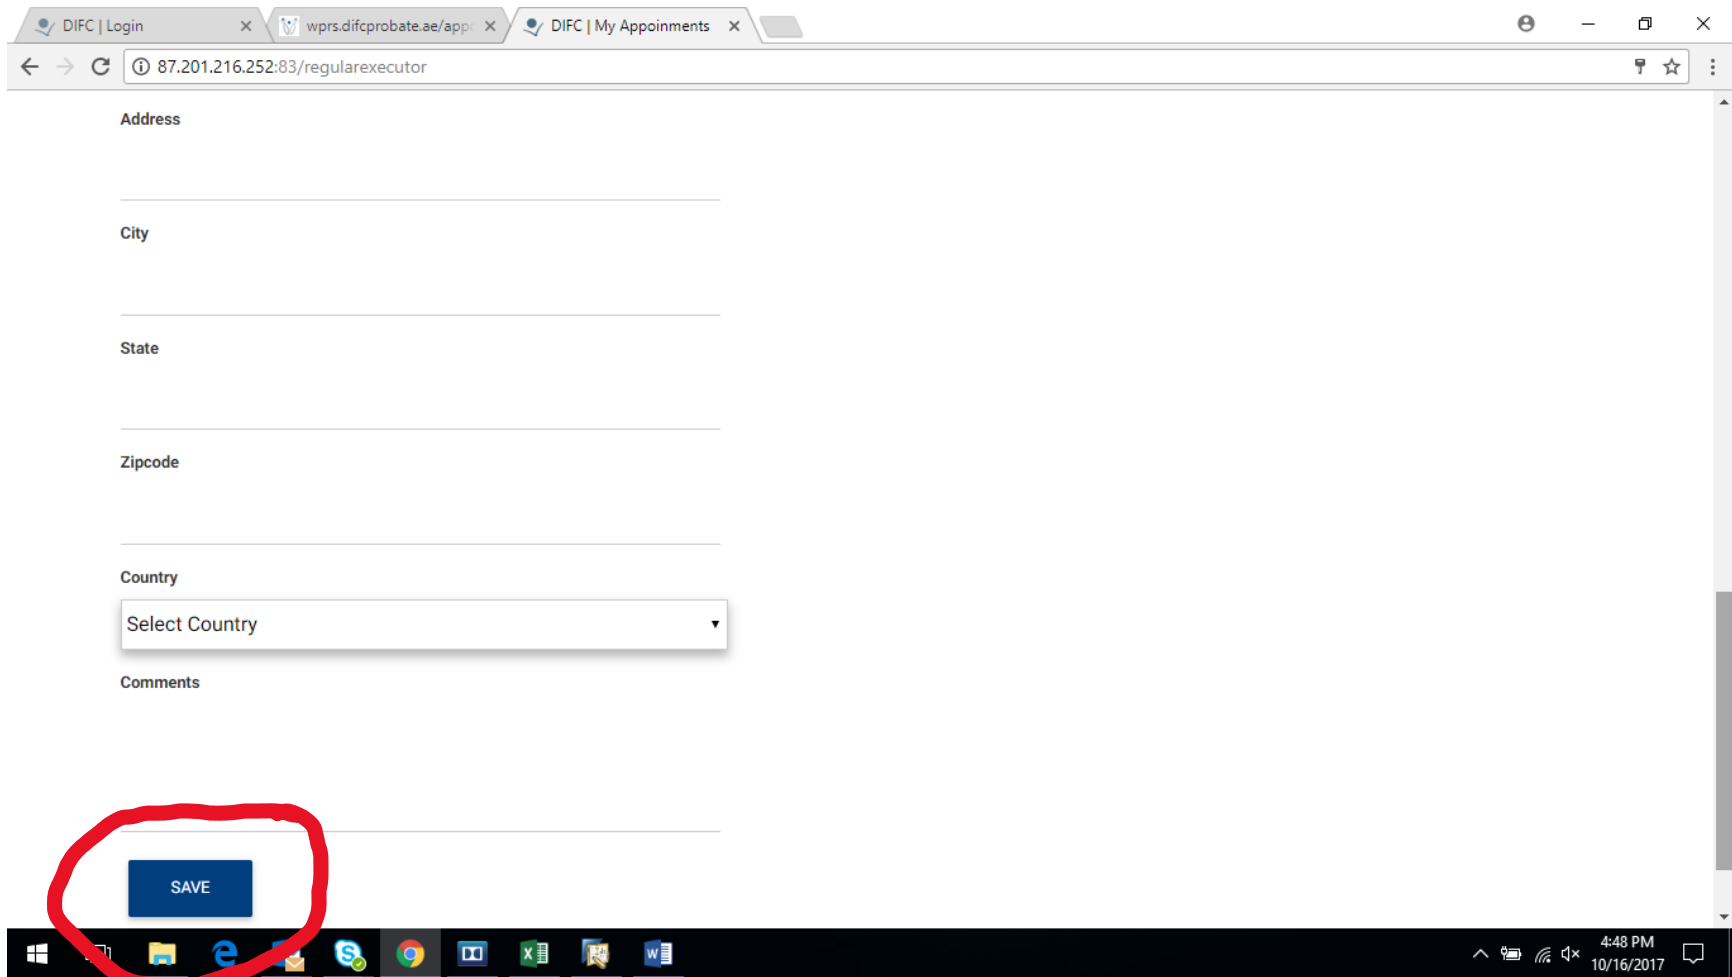 DIFC | Login
wprs.difcprobate.ae/app
DIFC | My Appoinments
87.201.216.252:83/regularexecutor
Address
City
State
Zipcode
Country
Select Country
Comments
SAVE
4:48 PM
10/16/2017